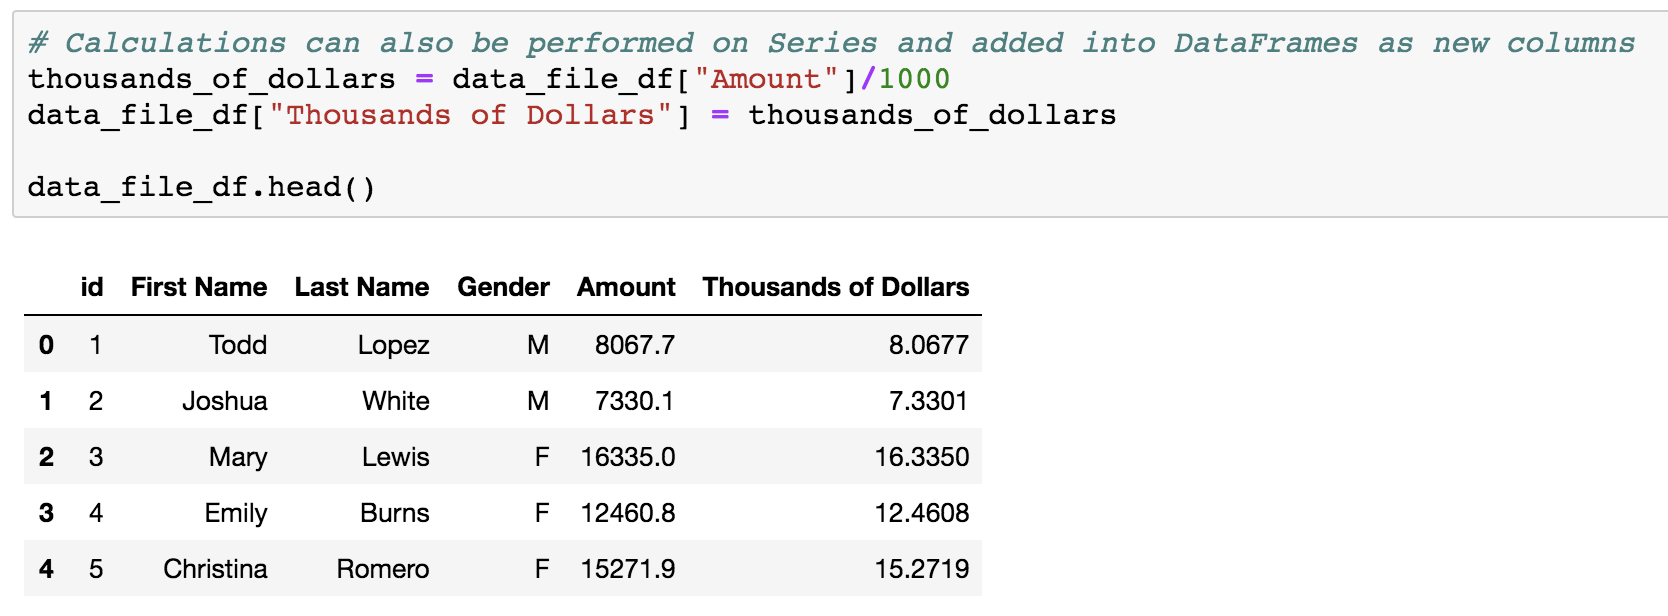 # Calculations can also be performed on Series and added into DataFrames as new columns
thousands_of_dollars = data_file_df["Amount"]/1000
data_file_df["Thousands of Dollars"] = thousands_of_dollars
data_file_df.head()
id First Name Last Name Gender Amount Thousands of Dollars
0 1 Todd Lopez M 8067.7 8.0677
1 2 Joshua White M 7330.1 7.3301
2 3 Mary Lewis F 16335.0 16.3350
3 4 Emily Burns F 12460.8 12.4608
4 5 Christina Romero F 15271.9 15.2719